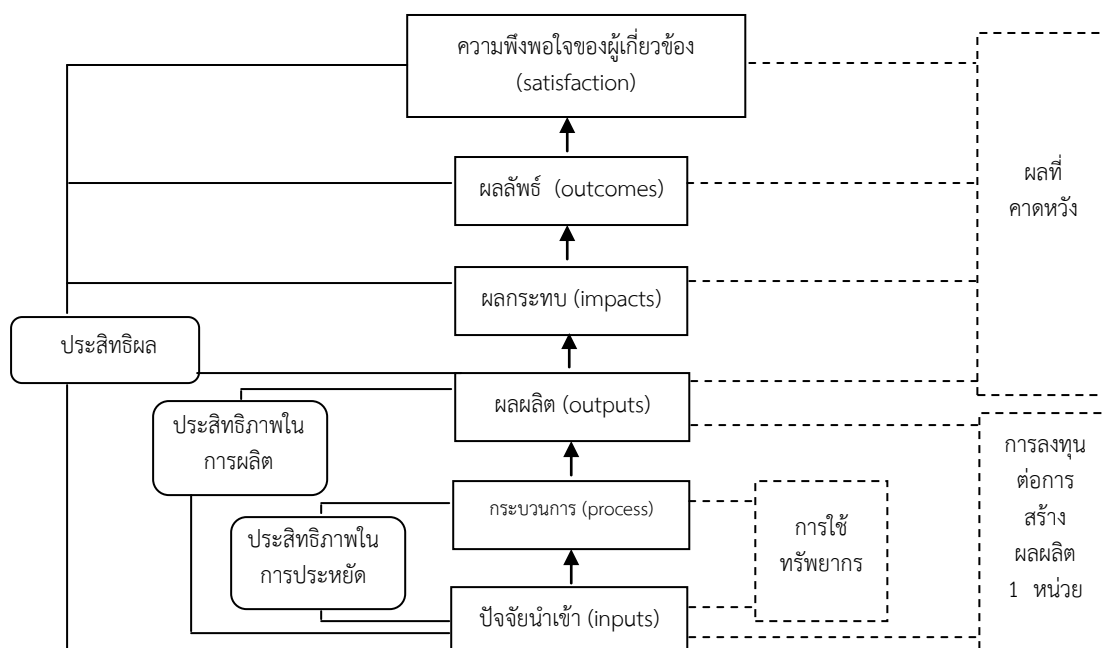 ความพึงพอใจของผู้เกี่ยวข้อง
(satisfaction)
ผลลัพธ์ (outcomes)
ผลที่
คาดหวัง
ผลกระทบ (impacts)
ประสิทธิผล
ผลผลิต (outputs)
ประสิทธิภาพใน
การผลิต
การลงทุน
ต่อการ
สร้าง
ผลผลิต
1 หน่วย
กระบวนการ (process)
การใช้
ทรัพยากร
ประสิทธิภาพใน
การประหยัด
ปัจจัยนำเข้า (inputs)